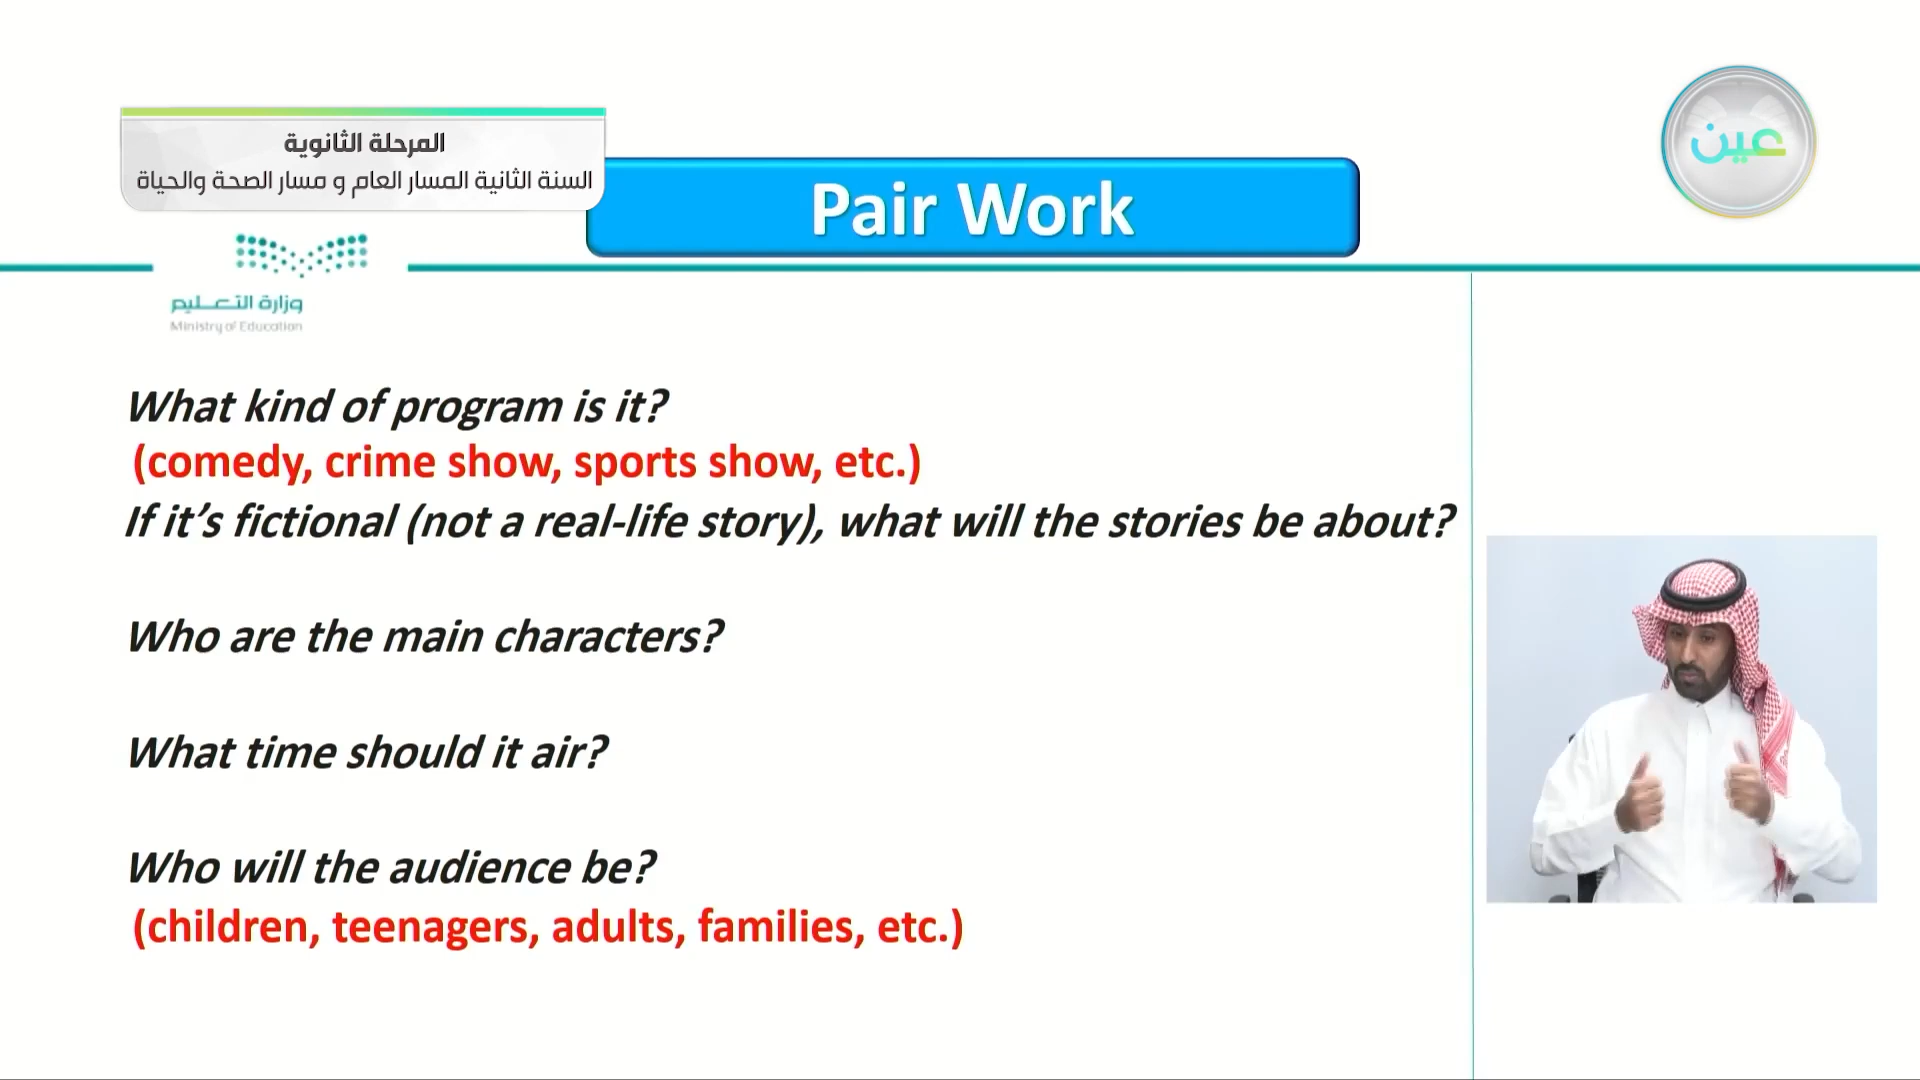 المرحلة الثانوية
السنة الثانية المسار العام و مسار الصحة والحياة
عين
Pair Work
وزارة التعليم
Ministry of Education
What kind of program is it?
(comedy, crime show, sports show, etc.)
If it’s fictional (not a real-life story), what will the stories be about?
Who are the main characters?
What time should it air?
Who will the audience be?
(children, teenagers, adults, families, etc.)